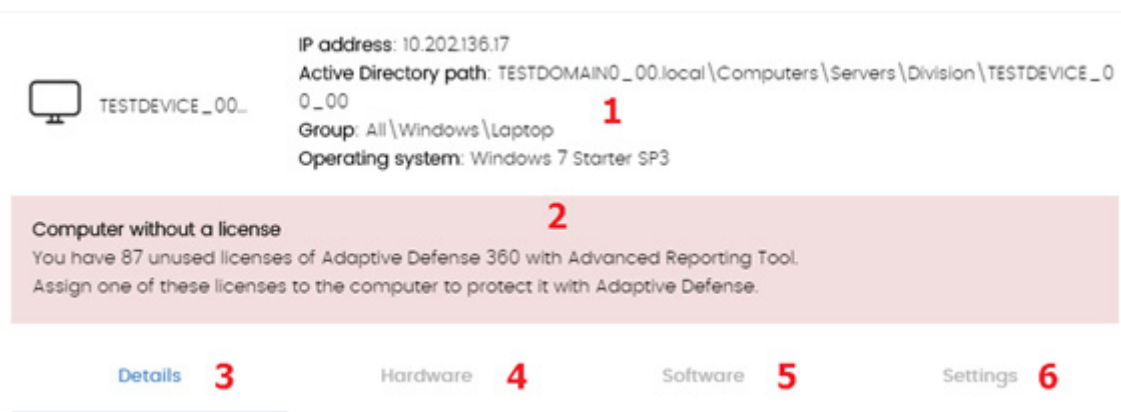 IP address: 10.202.136.17
Active Directory path: TESTDOMAIN0_00.local\Computers\Servers\Division\TESTDEVICE_0
TESTDEVICE_00...
0_00
1
Group: All\Windows\Laptop
Operating system: Windows 7 Starter SP3
2
Computer without a license
You have 87 unused licenses of Adaptive Defense 360 with Advanced Reporting Tool.
Assign one of these licenses to the computer to protect it with Adaptive Defense.
Details 3 Hardware 4 Software 5 Settings 6